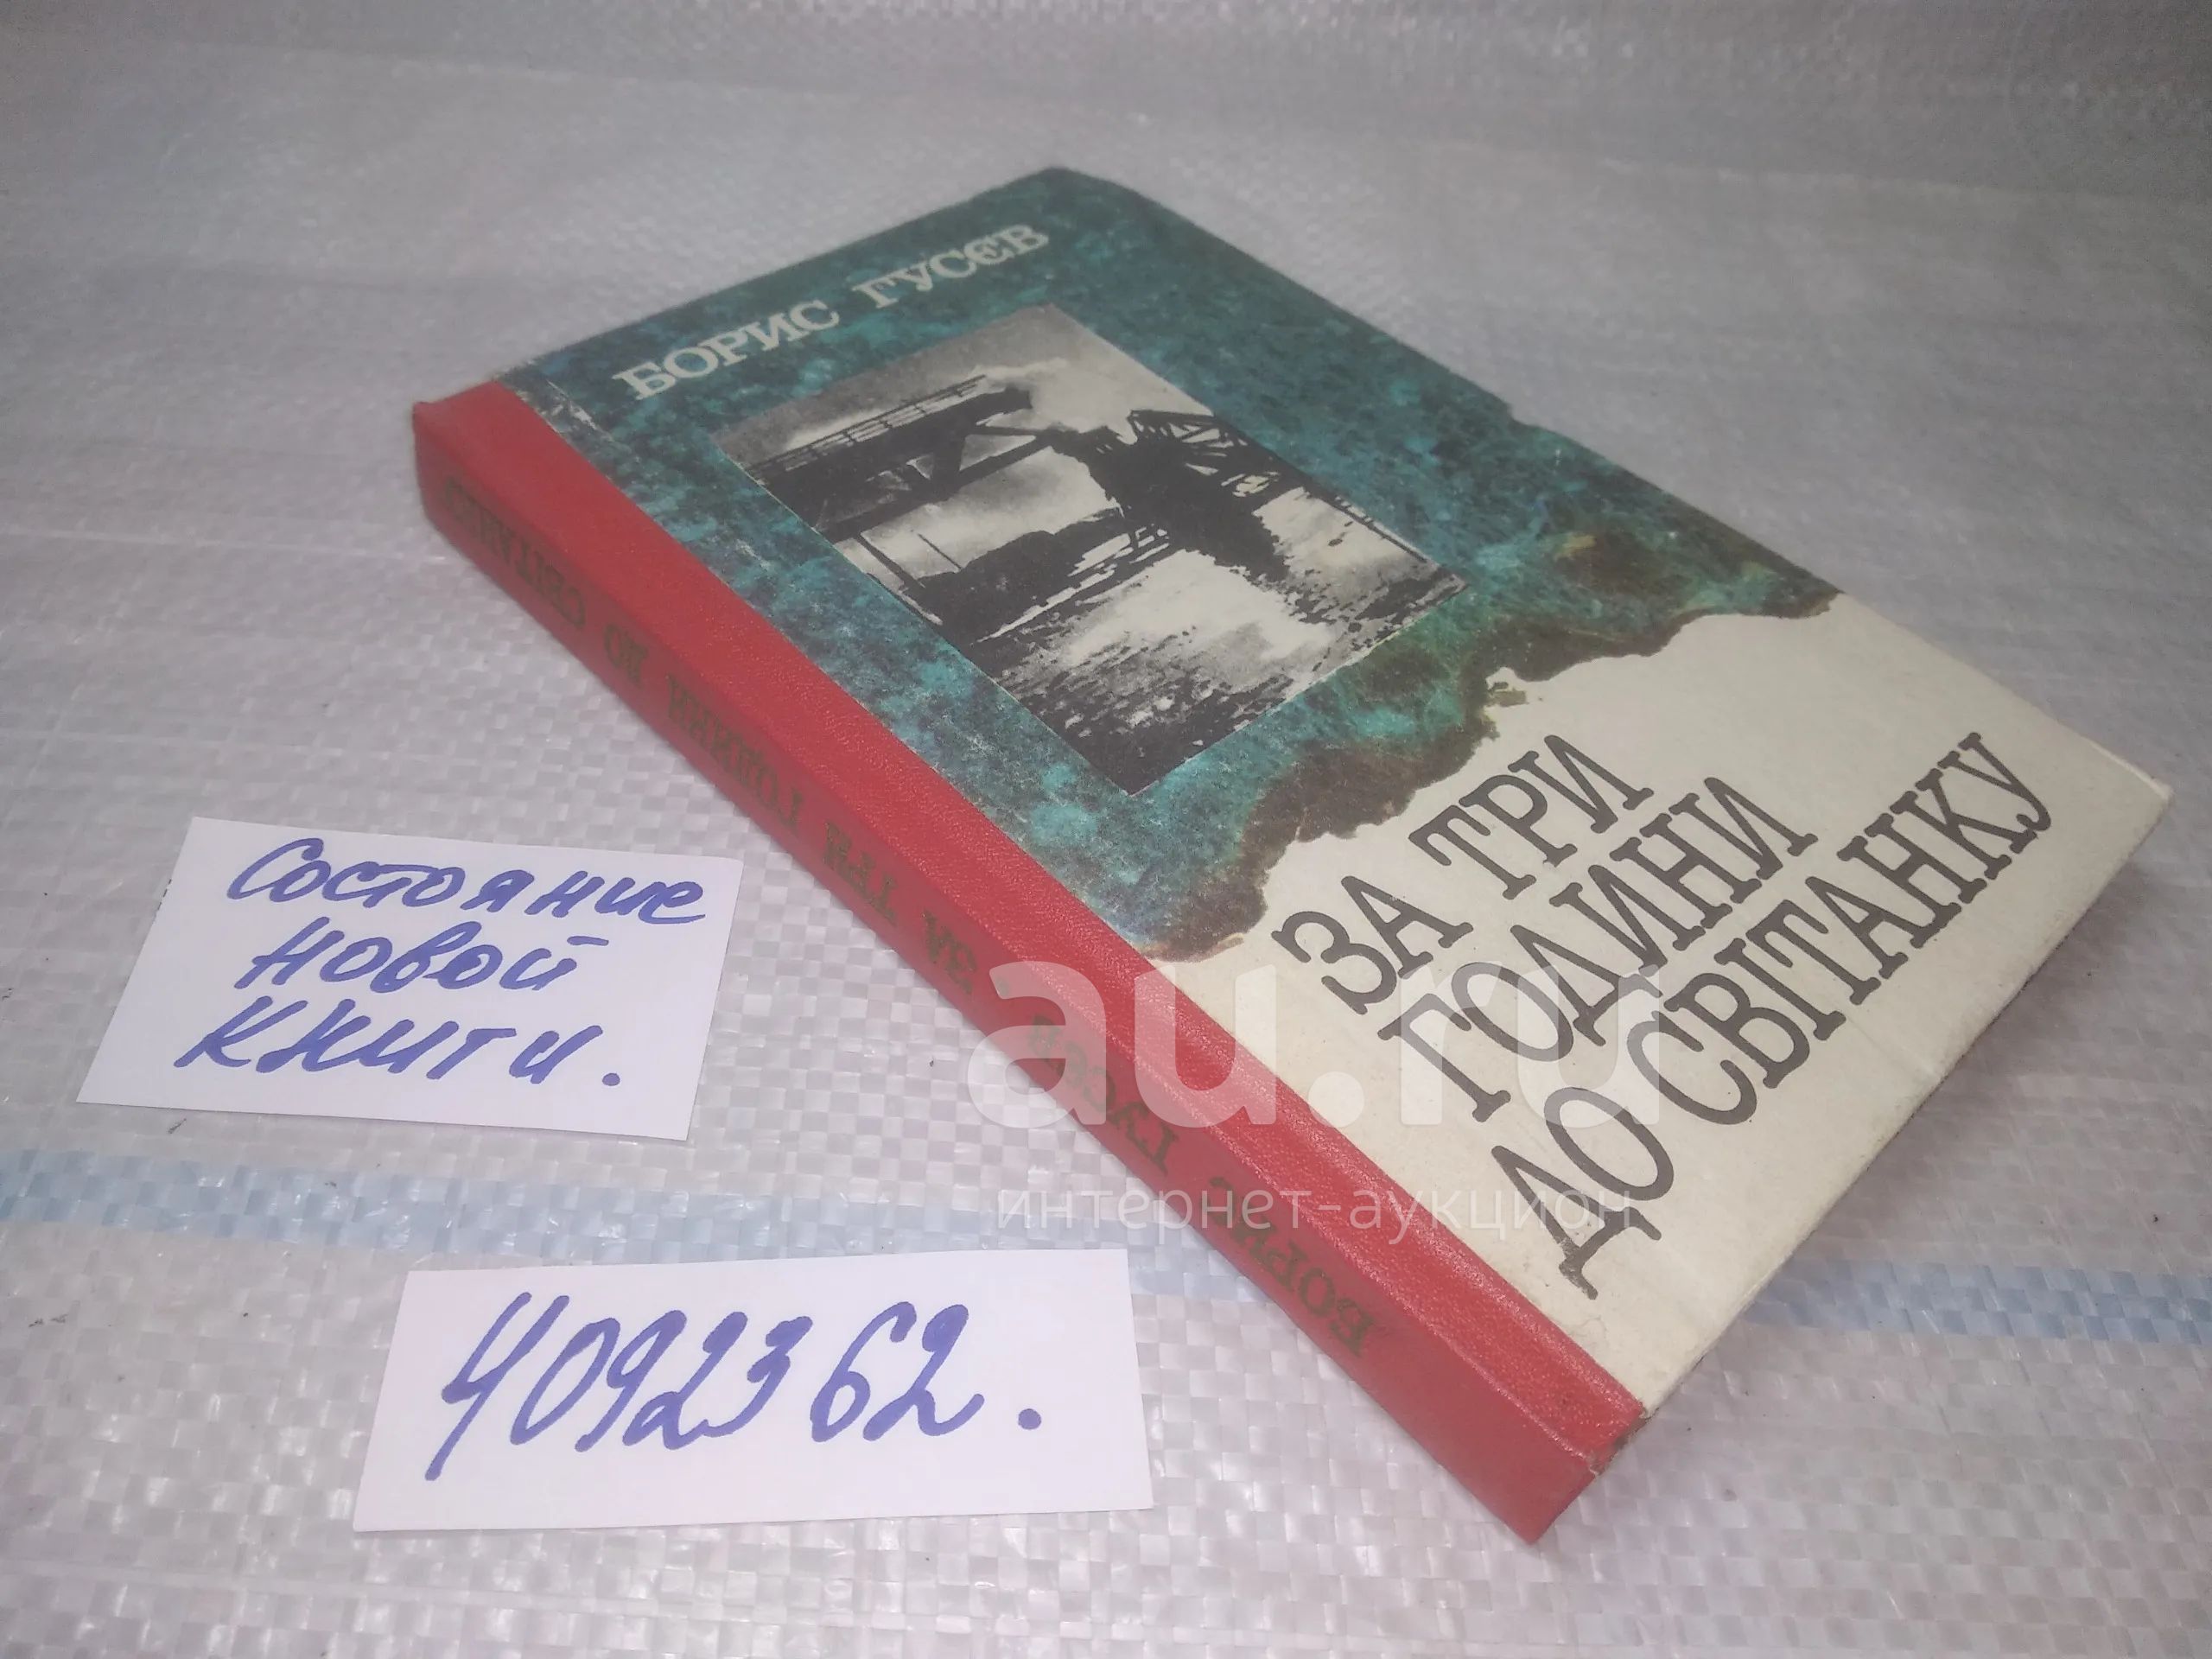 БОРИС ГУСЄВ
ЗА ТРИ
ГОДИНИ
ДО СВІТАНКУ
БОРИС ГУСЄВ • ЗА ТРИ ГОДИНИ ДО СВІТАНКУ
Состояние
новой
книги.
4092362.
au.ru
интернет-аукцион